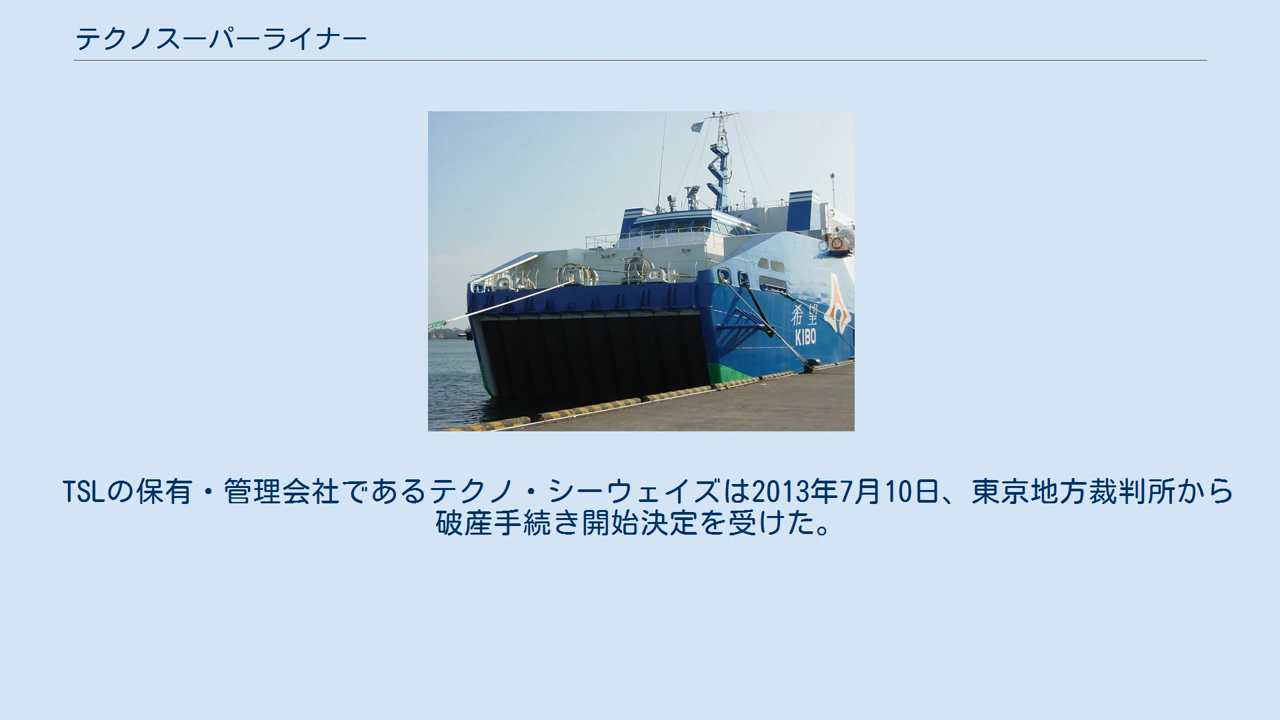 テクノスーパーライナー
希望
KIBO
TSLの保有・管理会社であるテクノ・シーウェイズは2013年7月10日、東京地方裁判所から
破産手続き開始決定を受けた。